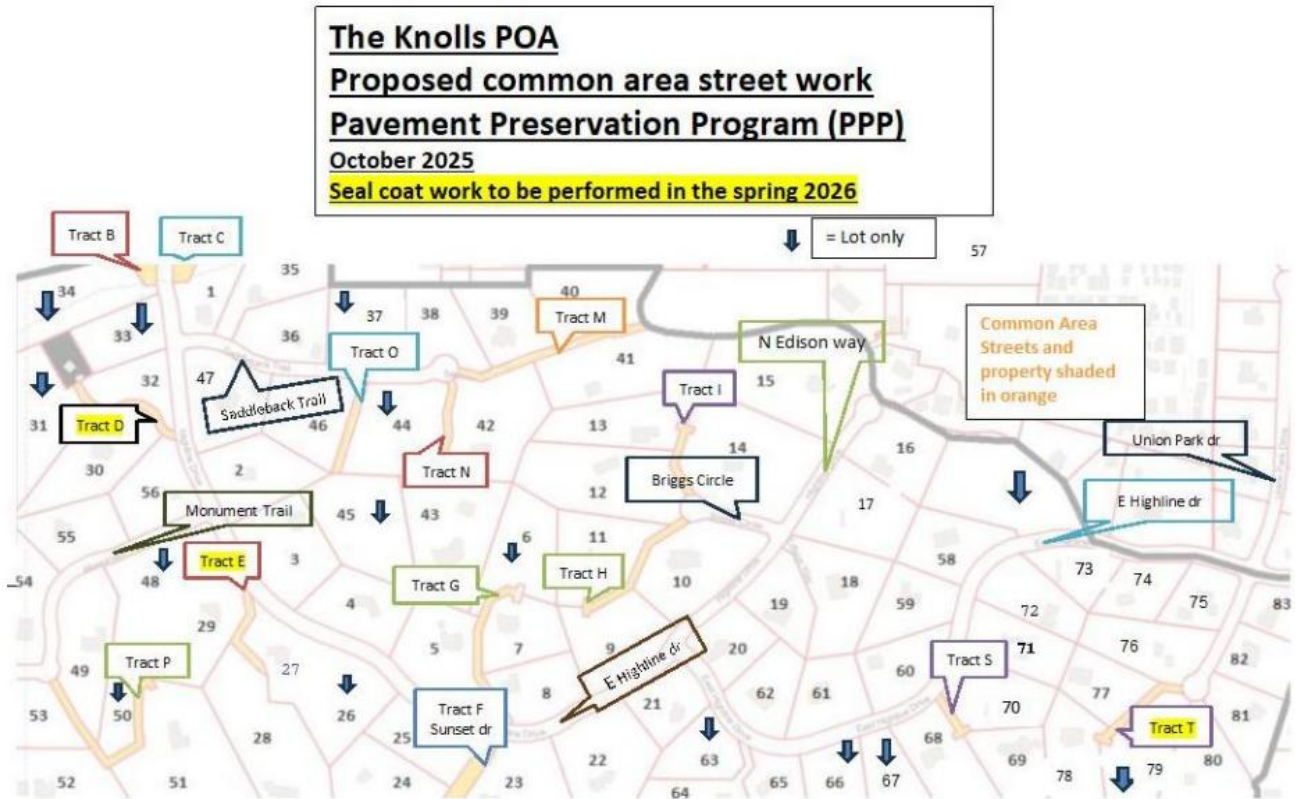 The Knolls POA
Proposed common area street work
Pavement Preservation Program (PPP)
October 2025
Seal coat work to be performed in the spring 2026
= Lot only
57
Tract B
Tract C
35
34
1
40
37
38
39
33
36
Tract M
41
N Edison way
Common Area
Streets and
property shaded
in orange
Tract O
32
47
15
Tract I
Saddleback Trail
31
Tract D
46
44
42
13
14
16
Union Park dr
30
2
Tract N
Briggs Circle
12
56
Monument Trail
45
43
17
E Highline dr
55
6
11
3
Tract E
58
54
48
Tract G
Tract H
10
18
73
74
4
19
59
72
75
83
29
5
7
9
20
71
76
82
49
Tract P
27
E Highline dr
60
Tract S
8
62
61
77
53
50
26
Tract F
Sunset dr
21
70
81
28
25
68
Tract T
22
63
69
80
52
51
24
23
64
65
66
67
78
79